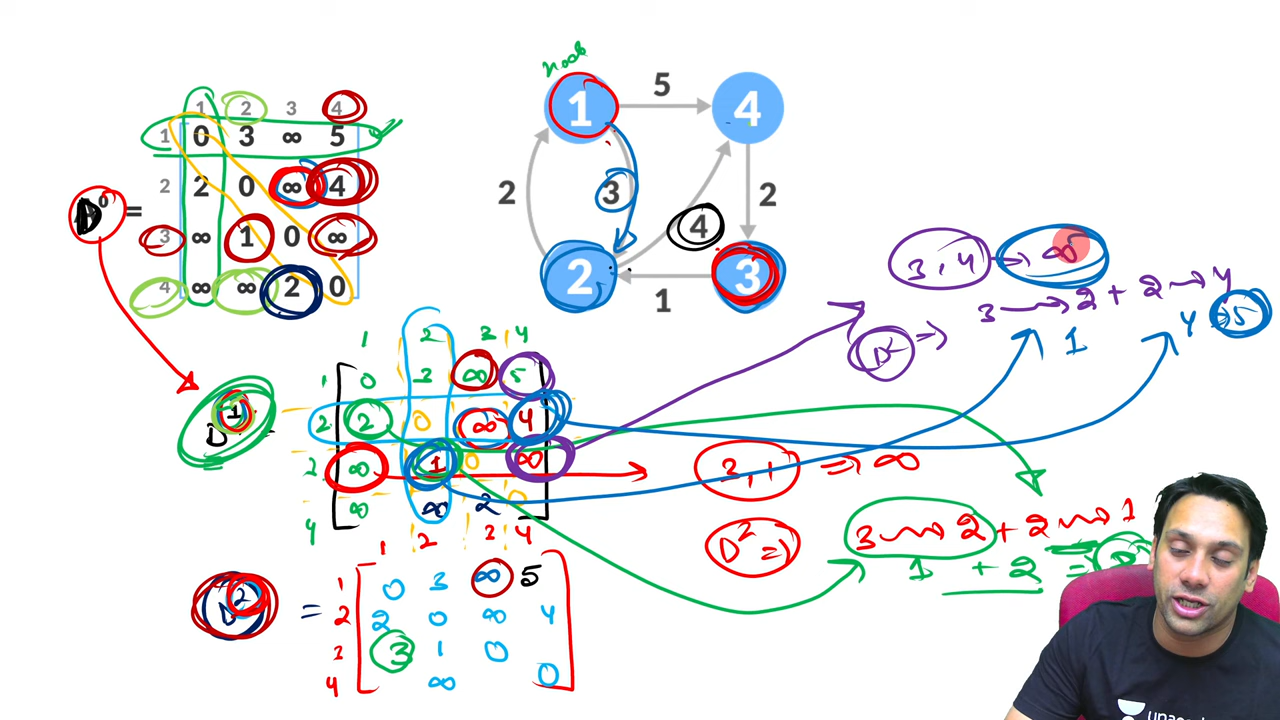 node
1 2 3 4
1 0 3 ∞ 5
2 2 0 ∞ 4
3 ∞ 1 0 ∞
4 ∞ ∞ 2 0
D⁰ =
1 5 4
2 3 4 2
2 1 3
3,4 → ∞
D² ⇒ 3 ⇝ 2 + 2 ⇝ 4
1 4 ⇒ 5
1 2 3 4
1 0 3 ∞ 5
2 2 0 ∞ 4
2 ∞ 1 0 ∞
4 ∞ ∞ 2 0
D¹ =
3,1 ⇒ ∞
D² ⇒ 3 ⇝ 2 + 2 ⇝ 1
1 + 2 =
1 2 3 4
1 0 3 ∞ 5
2 2 0 ∞ 4
3 3 1 0
4 ∞ 0
D² =